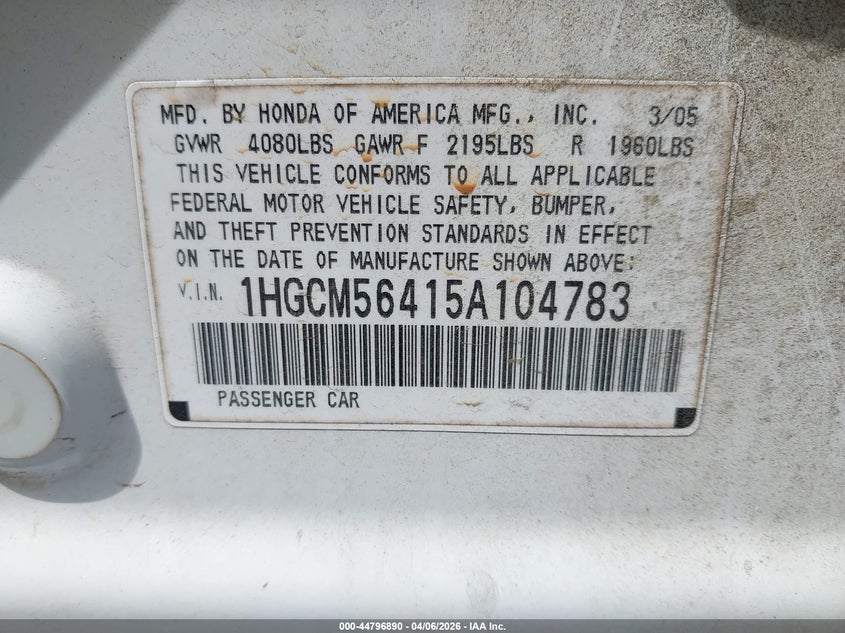 MFD. BY HONDA OF AMERICA MFG., INC. 3/05
GVWR 4080LBS GAWR F 2195LBS R 1960LBS
THIS VEHICLE CONFORMS TO ALL APPLICABLE
FEDERAL MOTOR VEHICLE SAFETY, BUMPER,
AND THEFT PREVENTION STANDARDS IN EFFECT
ON THE DATE OF MANUFACTURE SHOWN ABOVE:
V.I.N. 1HGCM56415A104783
PASSENGER CAR
000-44796890 - 04/06/2026 - IAA Inc.